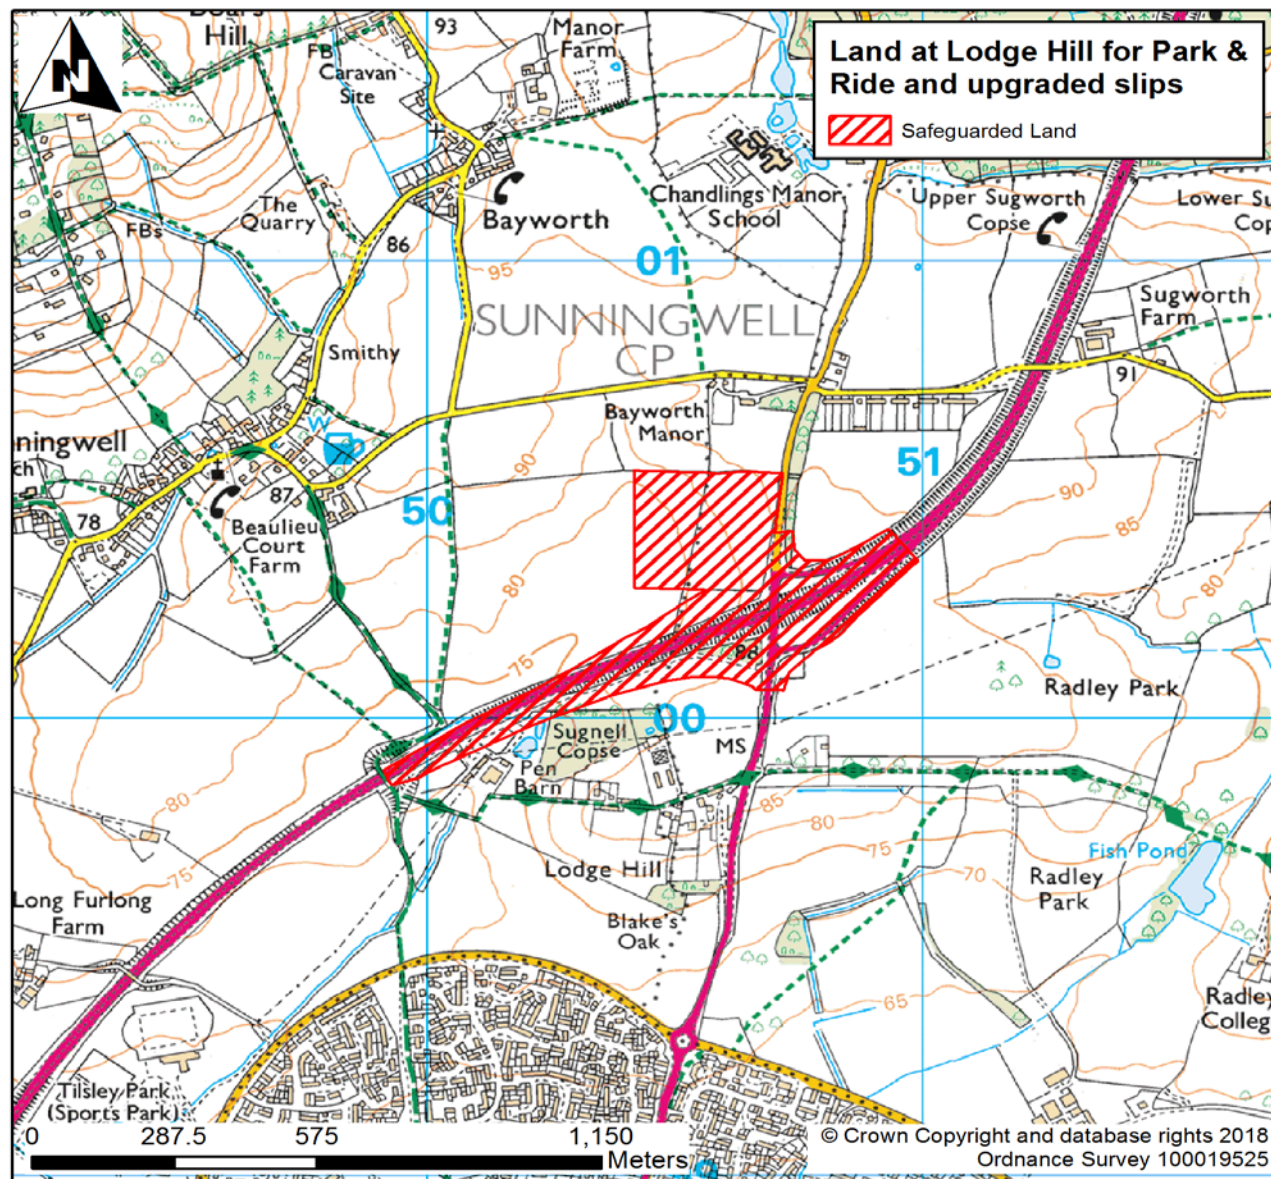 Land at Lodge Hill for Park &
Ride and upgraded slips
Safeguarded Land
N
Hill
93
Manor
Farm
FB
Caravan
Site
The
Quarry
FBs
86
Bayworth
Chandlings Manor
School
Upper Sugworth
Copse
Lower Su
Cop
95
01
SUNNINGWELL
CP
Sugworth
Farm
91
Smithy
Bayworth
Manor
W
ningwell
ch
78
87
Beaulieu
Court
Farm
50
90
51
90
85
80
80
75
88
Radley Park
00
Sugnell
Copse
Pen
Barn
MS
80
75
85
80
75
70
Lodge Hill
Fish Pond
Radley
Park
Long Furlong
Farm
Blake's
Oak
65
Radley
Colleg
Tilsley Park
(Sports Park)
0 287.5 575 1,150
Meters
© Crown Copyright and database rights 2018
Ordnance Survey 100019525